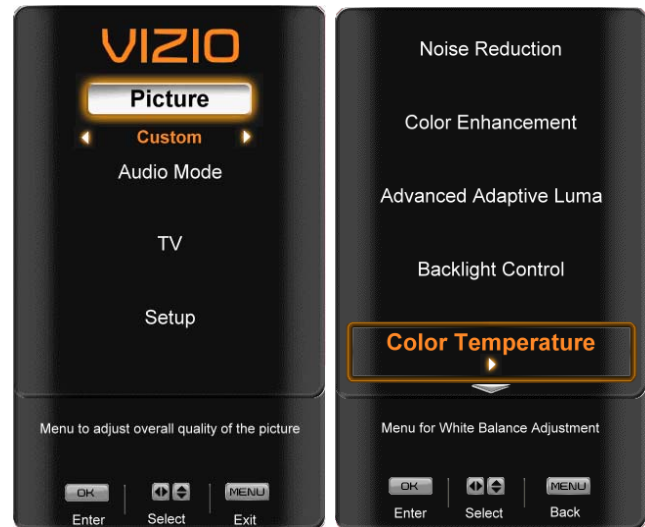 VIZIO
Picture
Custom
Audio Mode
TV
Setup
Menu to adjust overall quality of the picture
OK
MENU
Enter
Select
Exit
Noise Reduction
Color Enhancement
Advanced Adaptive Luma
Backlight Control
Color Temperature
Menu for White Balance Adjustment
OK
MENU
Enter
Select
Back